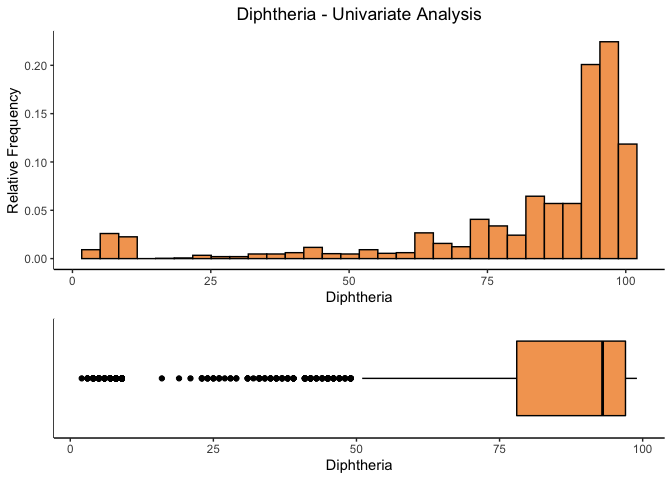 Diphtheria - Univariate Analysis
Relative Frequency
0.20
0.15
0.10
0.05
0.00
0 25 50 75 100
Diphtheria
0 25 50 75 100
Diphtheria